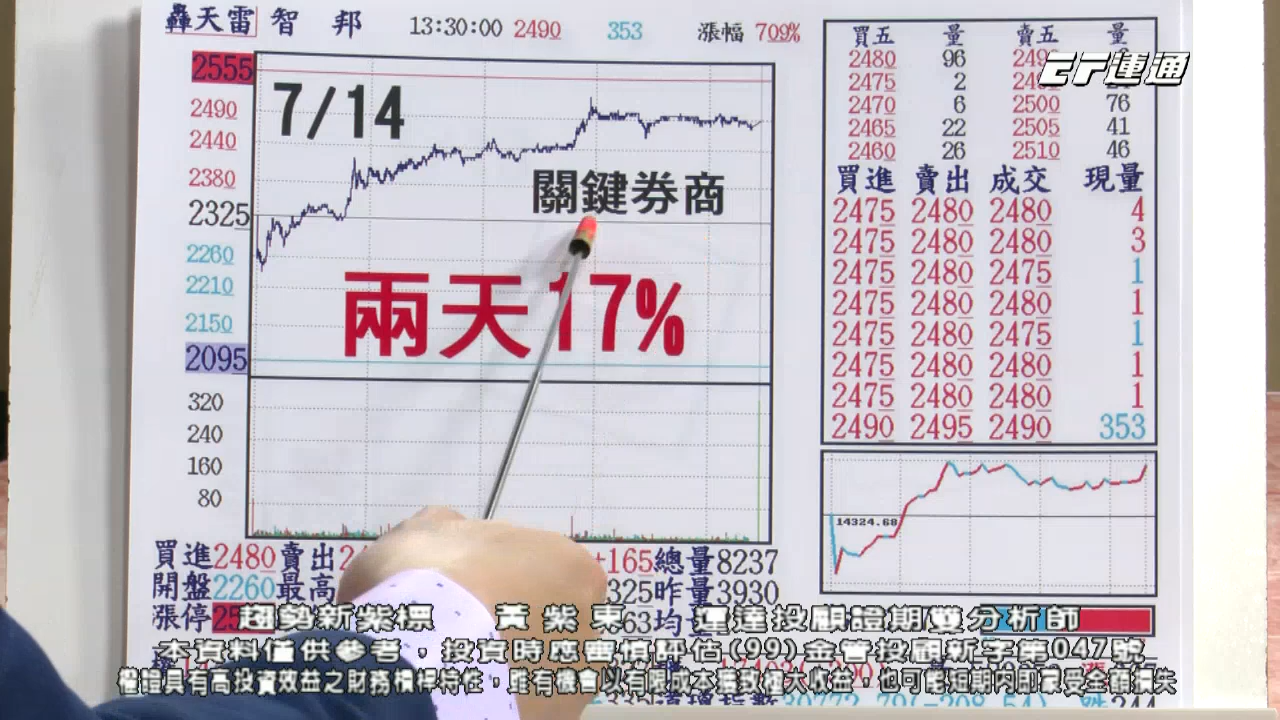 轟天雷 智邦 13:30:00 2490 353 漲幅 7.09%
2555
2490
2440
2380
2325
2260
2210
2150
2095
320
240
160
80
7/14
關鍵券商
兩天17%
買五 量 賣五 量
2480 96
2475 2
2470 6 2500 76
2465 22 2505 41
2460 26 2510 46
ET運通
買進 賣出 成交 現量
2475 2480 2480 4
2475 2480 2480 3
2475 2480 2475 1
2475 2480 2480 1
2475 2480 2475 1
2475 2480 2480 1
2475 2480 2480 1
2490 2495 2490 353
14324.68
買進2480 賣出 +165 總量8237
開盤2260 最高 昨量3930
漲停
趨勢新紫標 黃紫東 運達投顧證期/雙分析師
本資料僅供參考，投資時應審慎評估(99)金管投顧新字第047號
權證具有高投資效益之財務槓桿特性，雖有機會以有限成本獲致極大收益，也可能短期內即蒙受全額損失